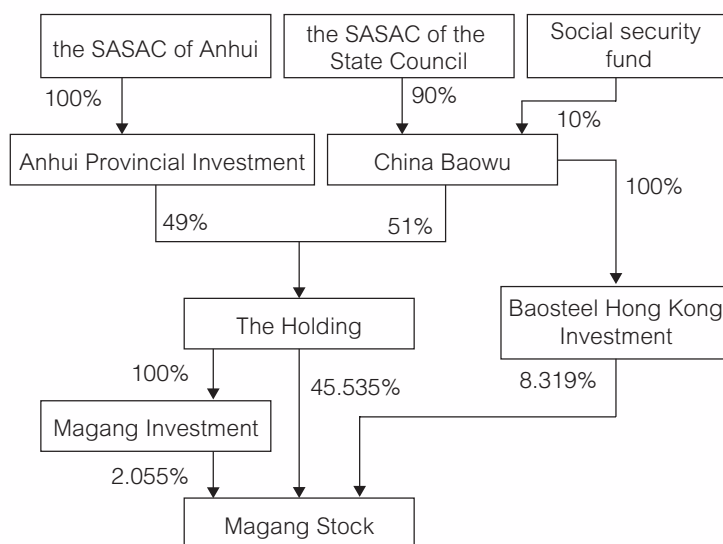 the SASAC of Anhui
the SASAC of the
State Council
Social security
fund
100%
90%
10%
Anhui Provincial Investment
China Baowu
100%
49%
51%
The Holding
Baosteel Hong Kong
Investment
100%
45.535%
8.319%
Magang Investment
2.055%
Magang Stock